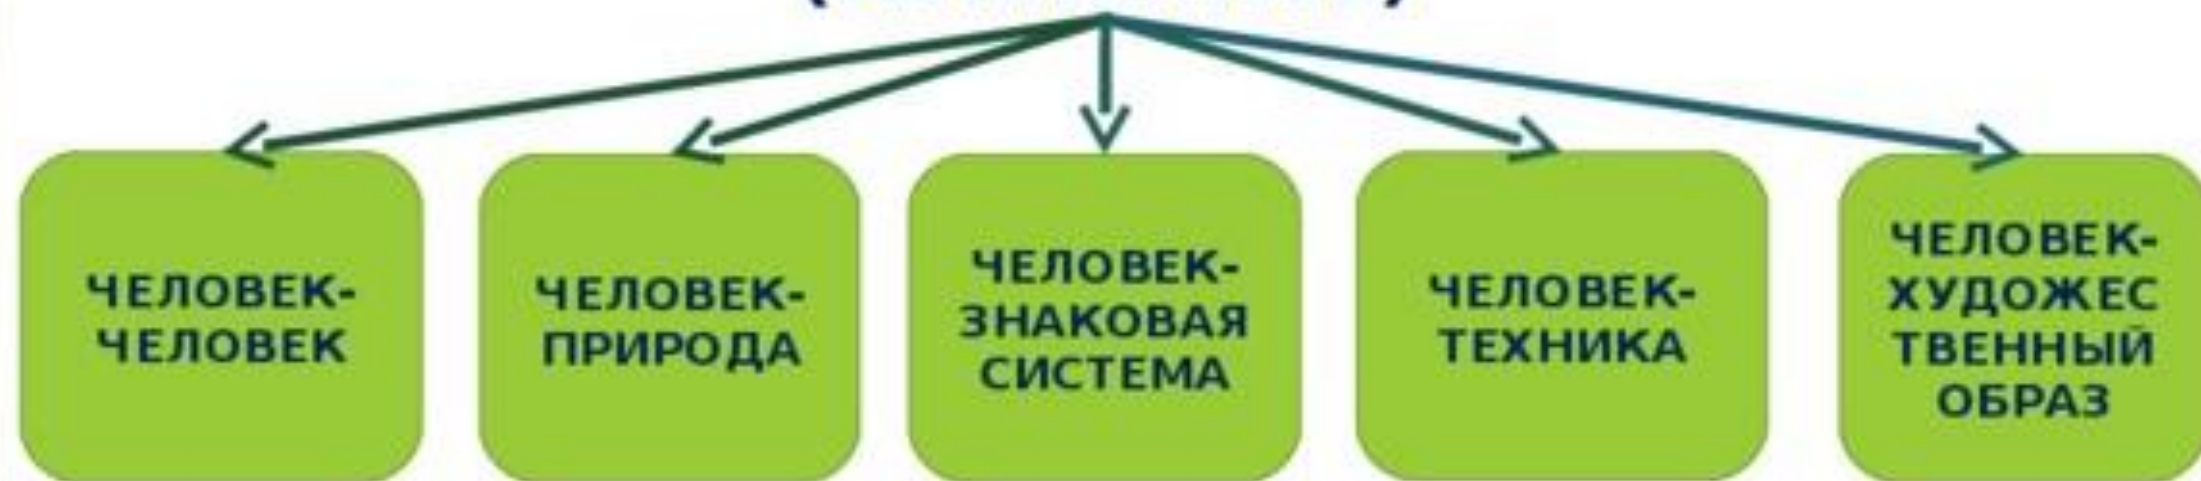 ЧЕЛОВЕК-
ЧЕЛОВЕК
ЧЕЛОВЕК-
ПРИРОДА
ЧЕЛОВЕК-
ЗНАКОВАЯ
СИСТЕМА
ЧЕЛОВЕК-
ТЕХНИКА
ЧЕЛОВЕК-
ХУДОЖЕС
ТВЕННЫЙ
ОБРАЗ